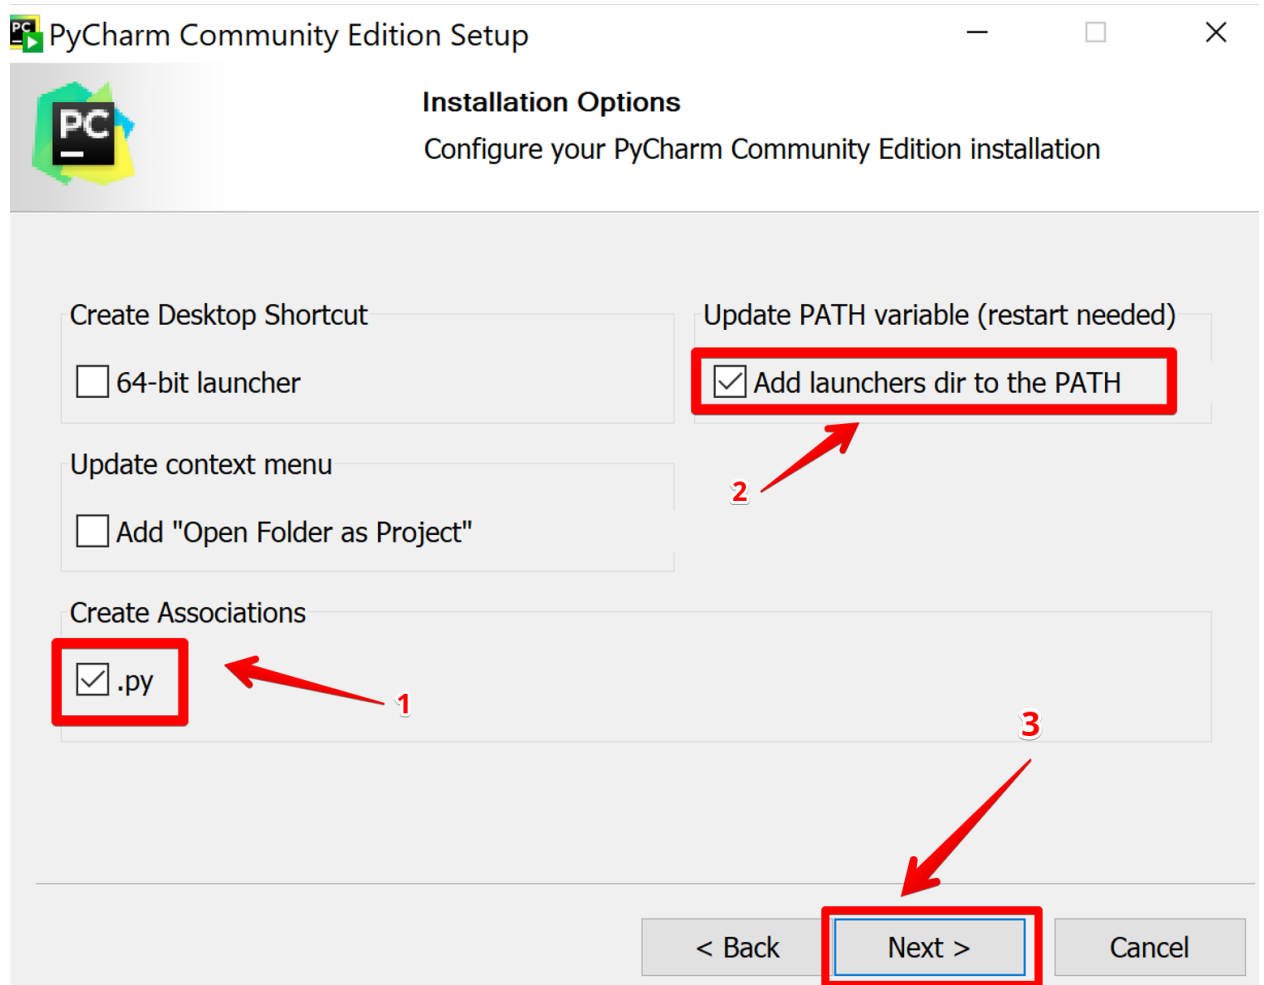 PC
PyCharm Community Edition Setup
PC
Installation Options
Configure your PyCharm Community Edition installation
Create Desktop Shortcut
64-bit launcher
Update PATH variable (restart needed)
Add launchers dir to the PATH
2
Update context menu
Add "Open Folder as Project"
Create Associations
.py
1
3
< Back
Next >
Cancel